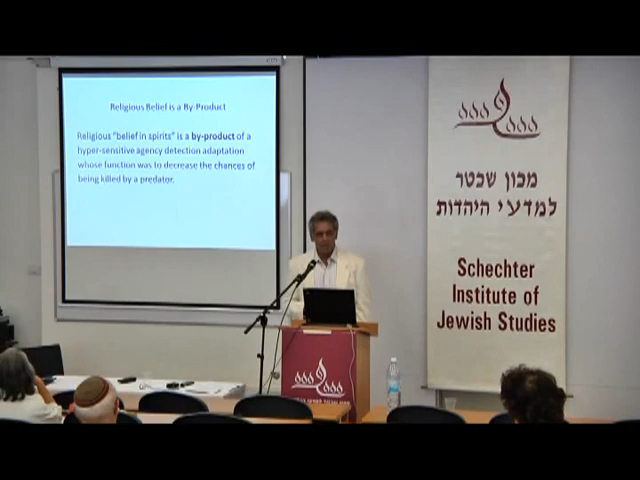 Religious Belief is a By-Product
Religious "belief in spirits" is a by-product of a
hyper-sensitive agency detection adaptation
whose function was to decrease the chances of
being killed by a predator.
מכון שכטר
למדעי היהדות
Schechter
Institute of
Jewish Studies